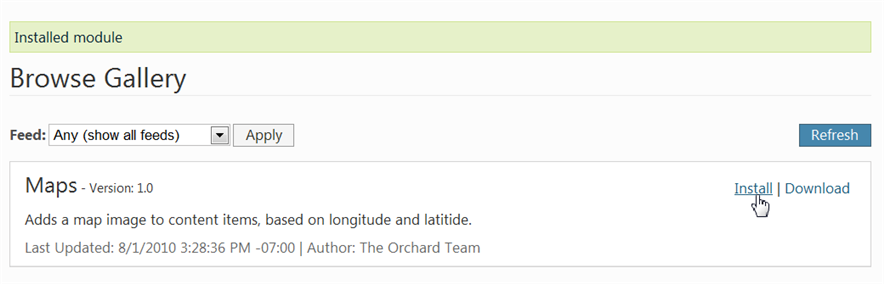 Installed module
Browse Gallery
Feed: Any (show all feeds) Apply Refresh
Maps - Version: 1.0 Install | Download
Adds a map image to content items, based on longitude and latitide.
Last Updated: 8/1/2010 3:28:36 PM -07:00 | Author: The Orchard Team